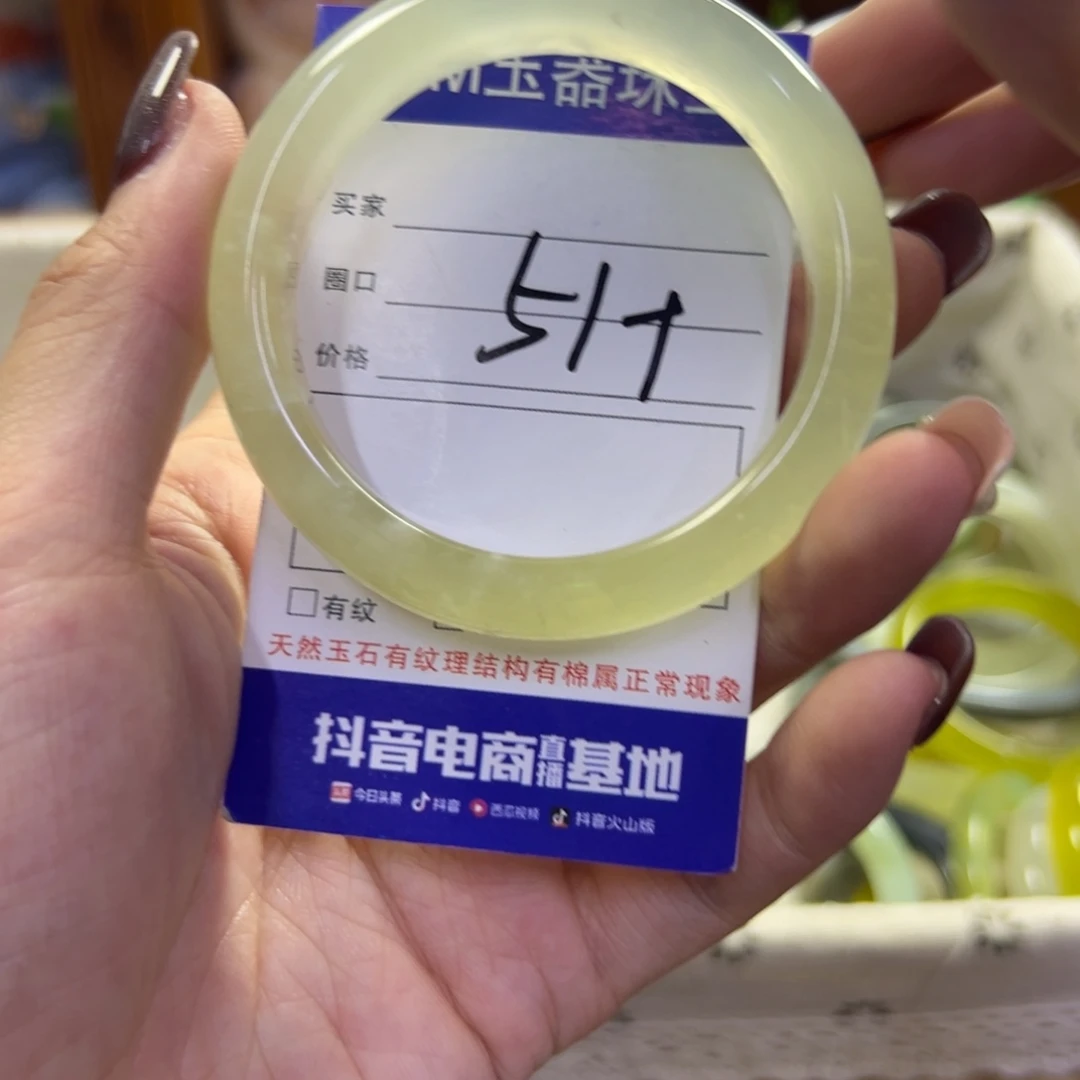 玉器珠
买家
圈口
价格
51
有纹
天然玉石有纹理结构有棉属正常现象
抖音电商直播基地
今日头条 抖音 西瓜视频 抖音火山版